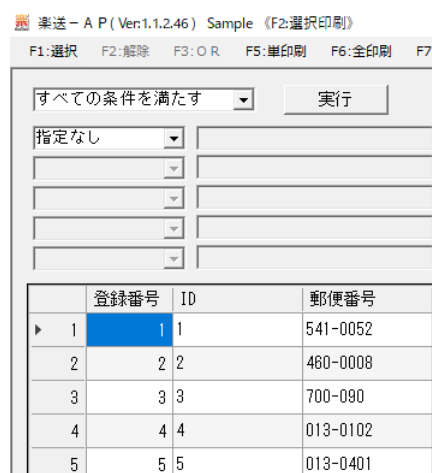 楽送－ＡＰ( Ver:1.1.2.46) Sample 《F2:選択印刷》
F1:選択 F2:解除 F3:ＯＲ F5:単印刷 F6:全印刷 F7
すべての条件を満たす 実行
指定なし
登録番号 ID 郵便番号
1 1 1 541-0052
2 2 2 460-0008
3 3 3 700-090
4 4 4 013-0102
5 5 5 013-0401